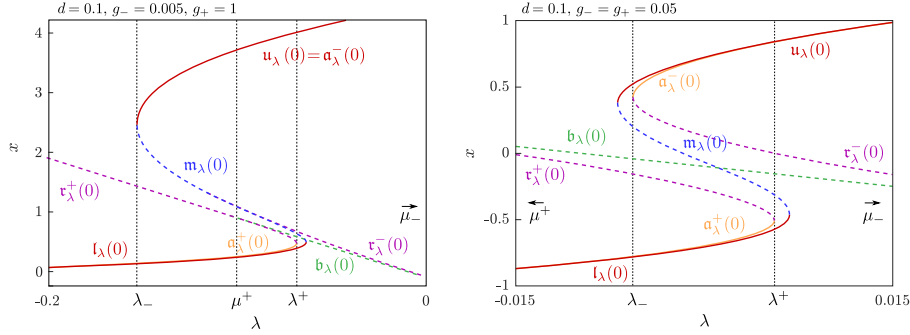 d = 0.1, g₋ = 0.005, g₊ = 1
4
3
2
1
0
x
𝔲_λ(0)=𝔞_λ^−(0)
𝔪_λ(0)
𝔯_λ^+(0)
μ₋
𝔩_λ(0)
𝔞_λ^+(0)
𝔯_λ^−(0)
𝔟_λ(0)
-0.2
λ₋
μ⁺
λ⁺
0
λ
d = 0.1, g₋ = g₊ = 0.05
1
0.5
0
-0.5
-1
x
𝔲_λ(0)
𝔞_λ^−(0)
𝔟_λ(0)
𝔪_λ(0)
𝔯_λ^−(0)
𝔯_λ^+(0)
μ⁺
μ₋
𝔞_λ^+(0)
𝔩_λ(0)
-0.015
λ₋
λ⁺
0.015
λ